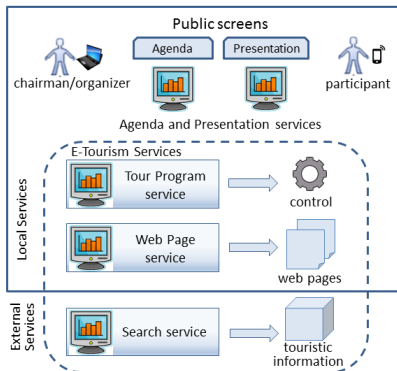 Public screens
Agenda
Presentation
chairman/organizer
participant
Agenda and Presentation services
E-Tourism Services
Tour Program
service
control
Local Services
Web Page
service
web pages
External
Services
Search service
touristic
information